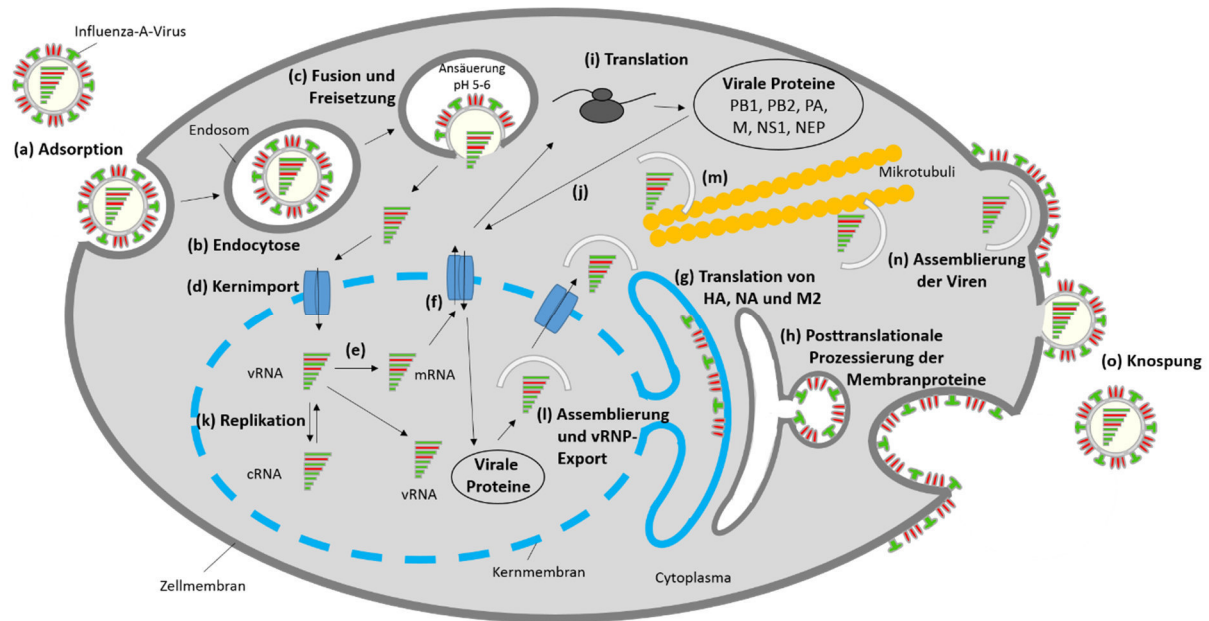 Influenza-A-Virus
(a) Adsorption
Endosom
(b) Endocytose
(c) Fusion und
Freisetzung
Ansäuerung
pH 5-6
(i) Translation
Virale Proteine
PB1, PB2, PA,
M, NS1, NEP
(j)
(m)
Mikrotubuli
(n) Assemblierung
der Viren
(d) Kernimport
(f)
(g) Translation von
HA, NA und M2
(h) Posttranslationale
Prozessierung der
Membranproteine
(o) Knospung
vRNA
(e)
mRNA
(k) Replikation
cRNA
vRNA
Virale
Proteine
(l) Assemblierung
und vRNP-
Export
Zellmembran
Kernmembran
Cytoplasma